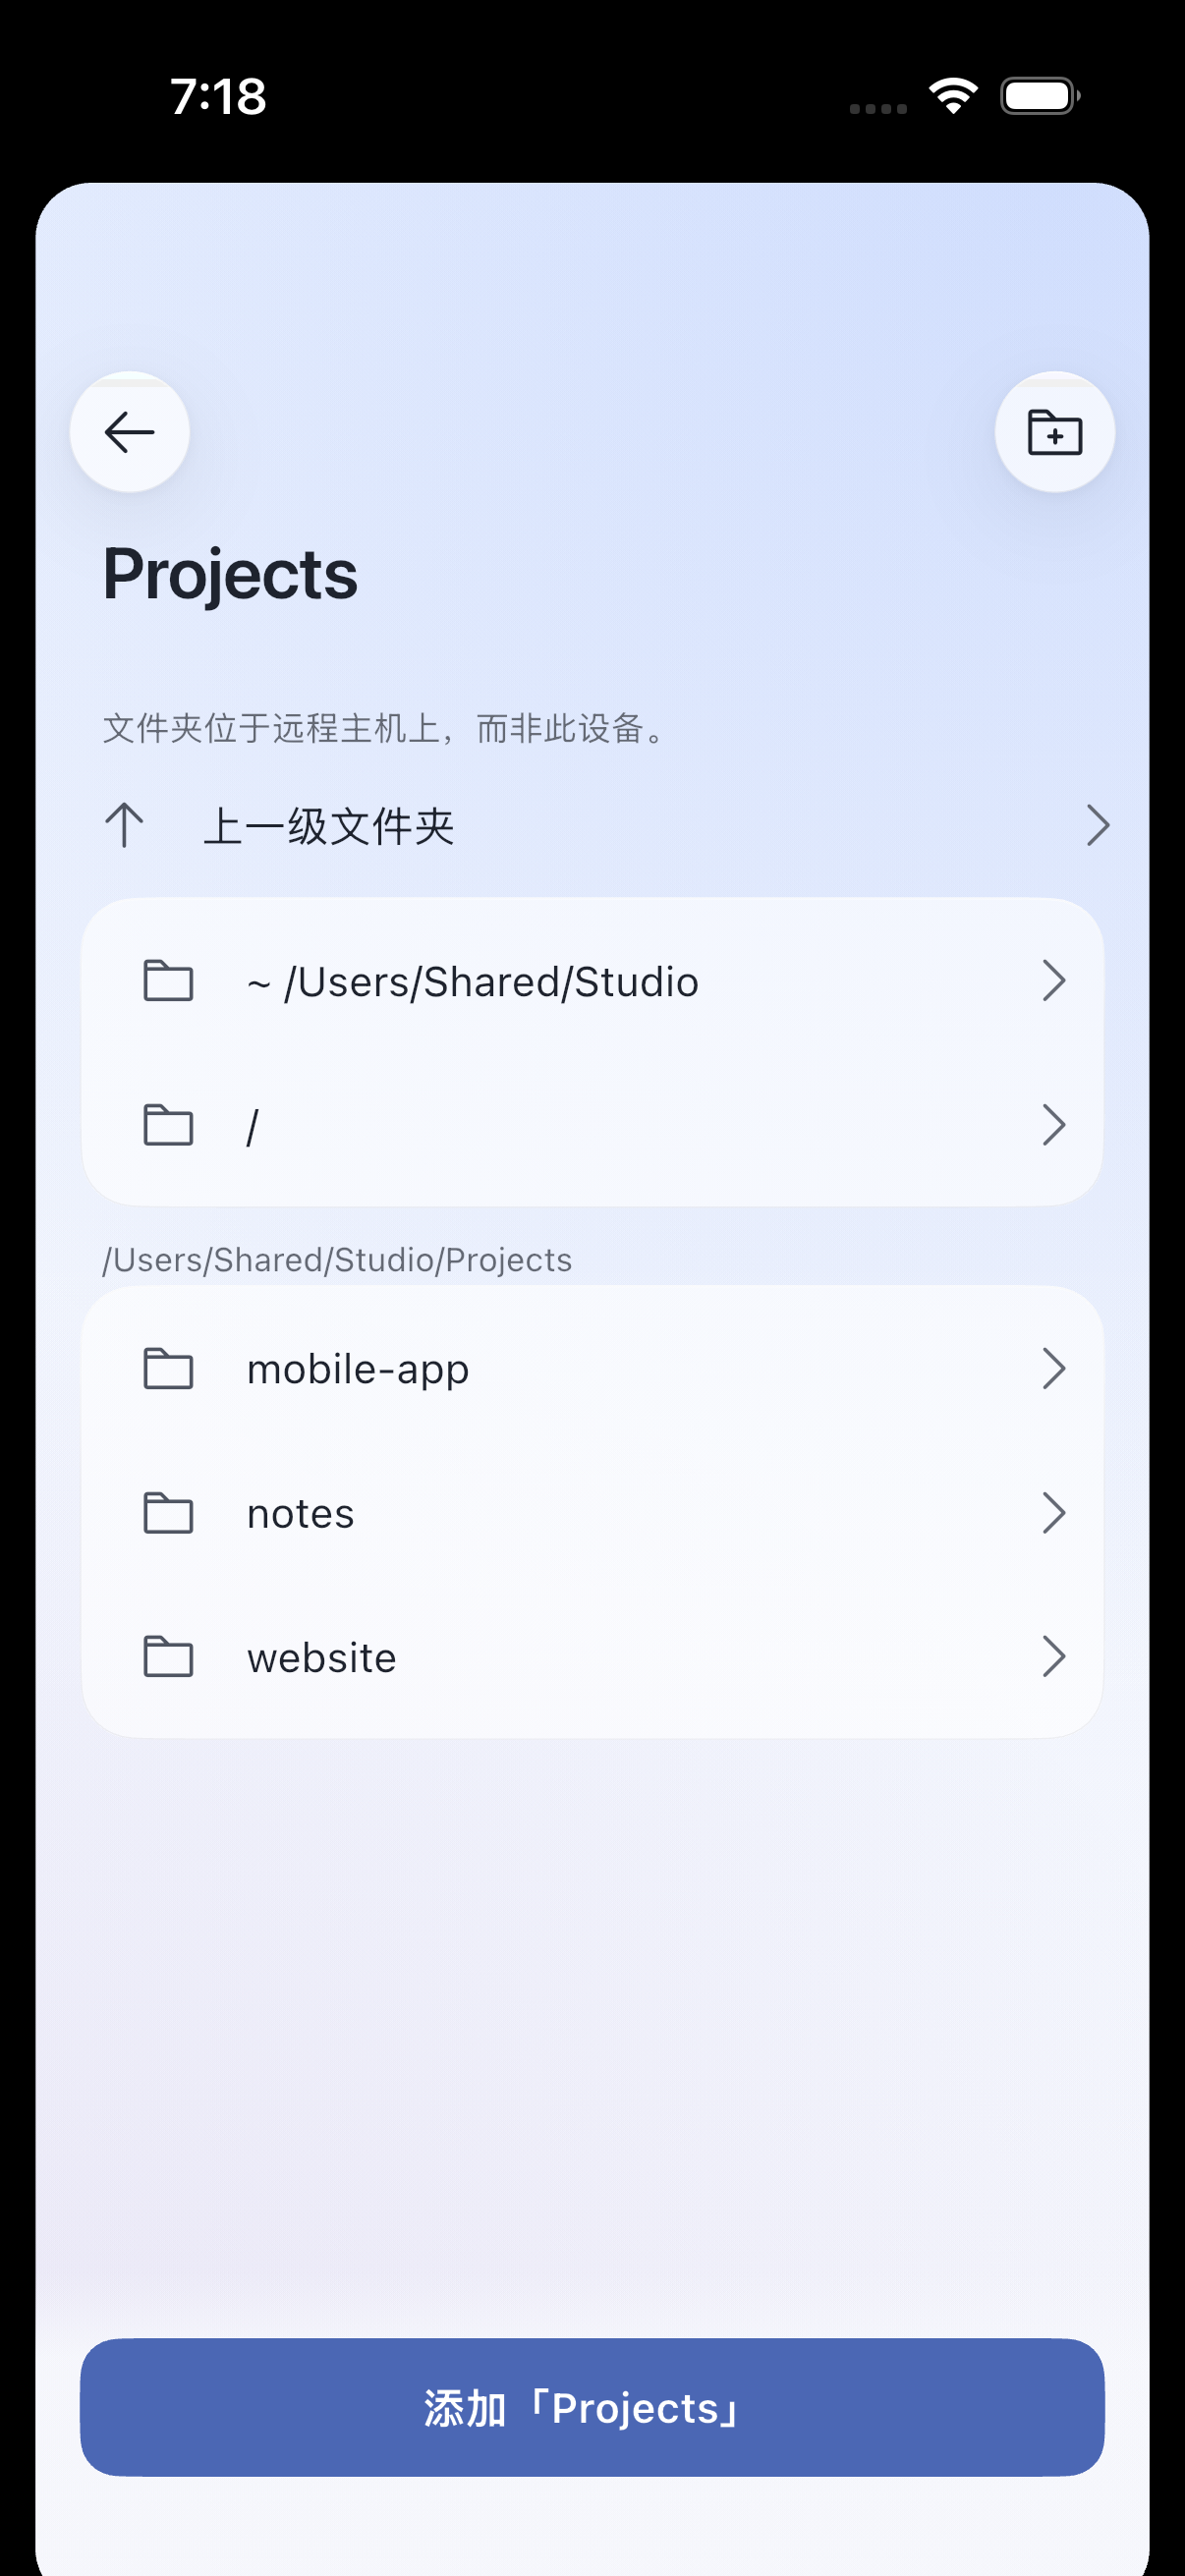 7:18
Projects
文件夹位于远程主机上，而非此设备。
上一级文件夹
~ /Users/Shared/Studio
/
/Users/Shared/Studio/Projects
mobile-app
notes
website
添加「Projects」